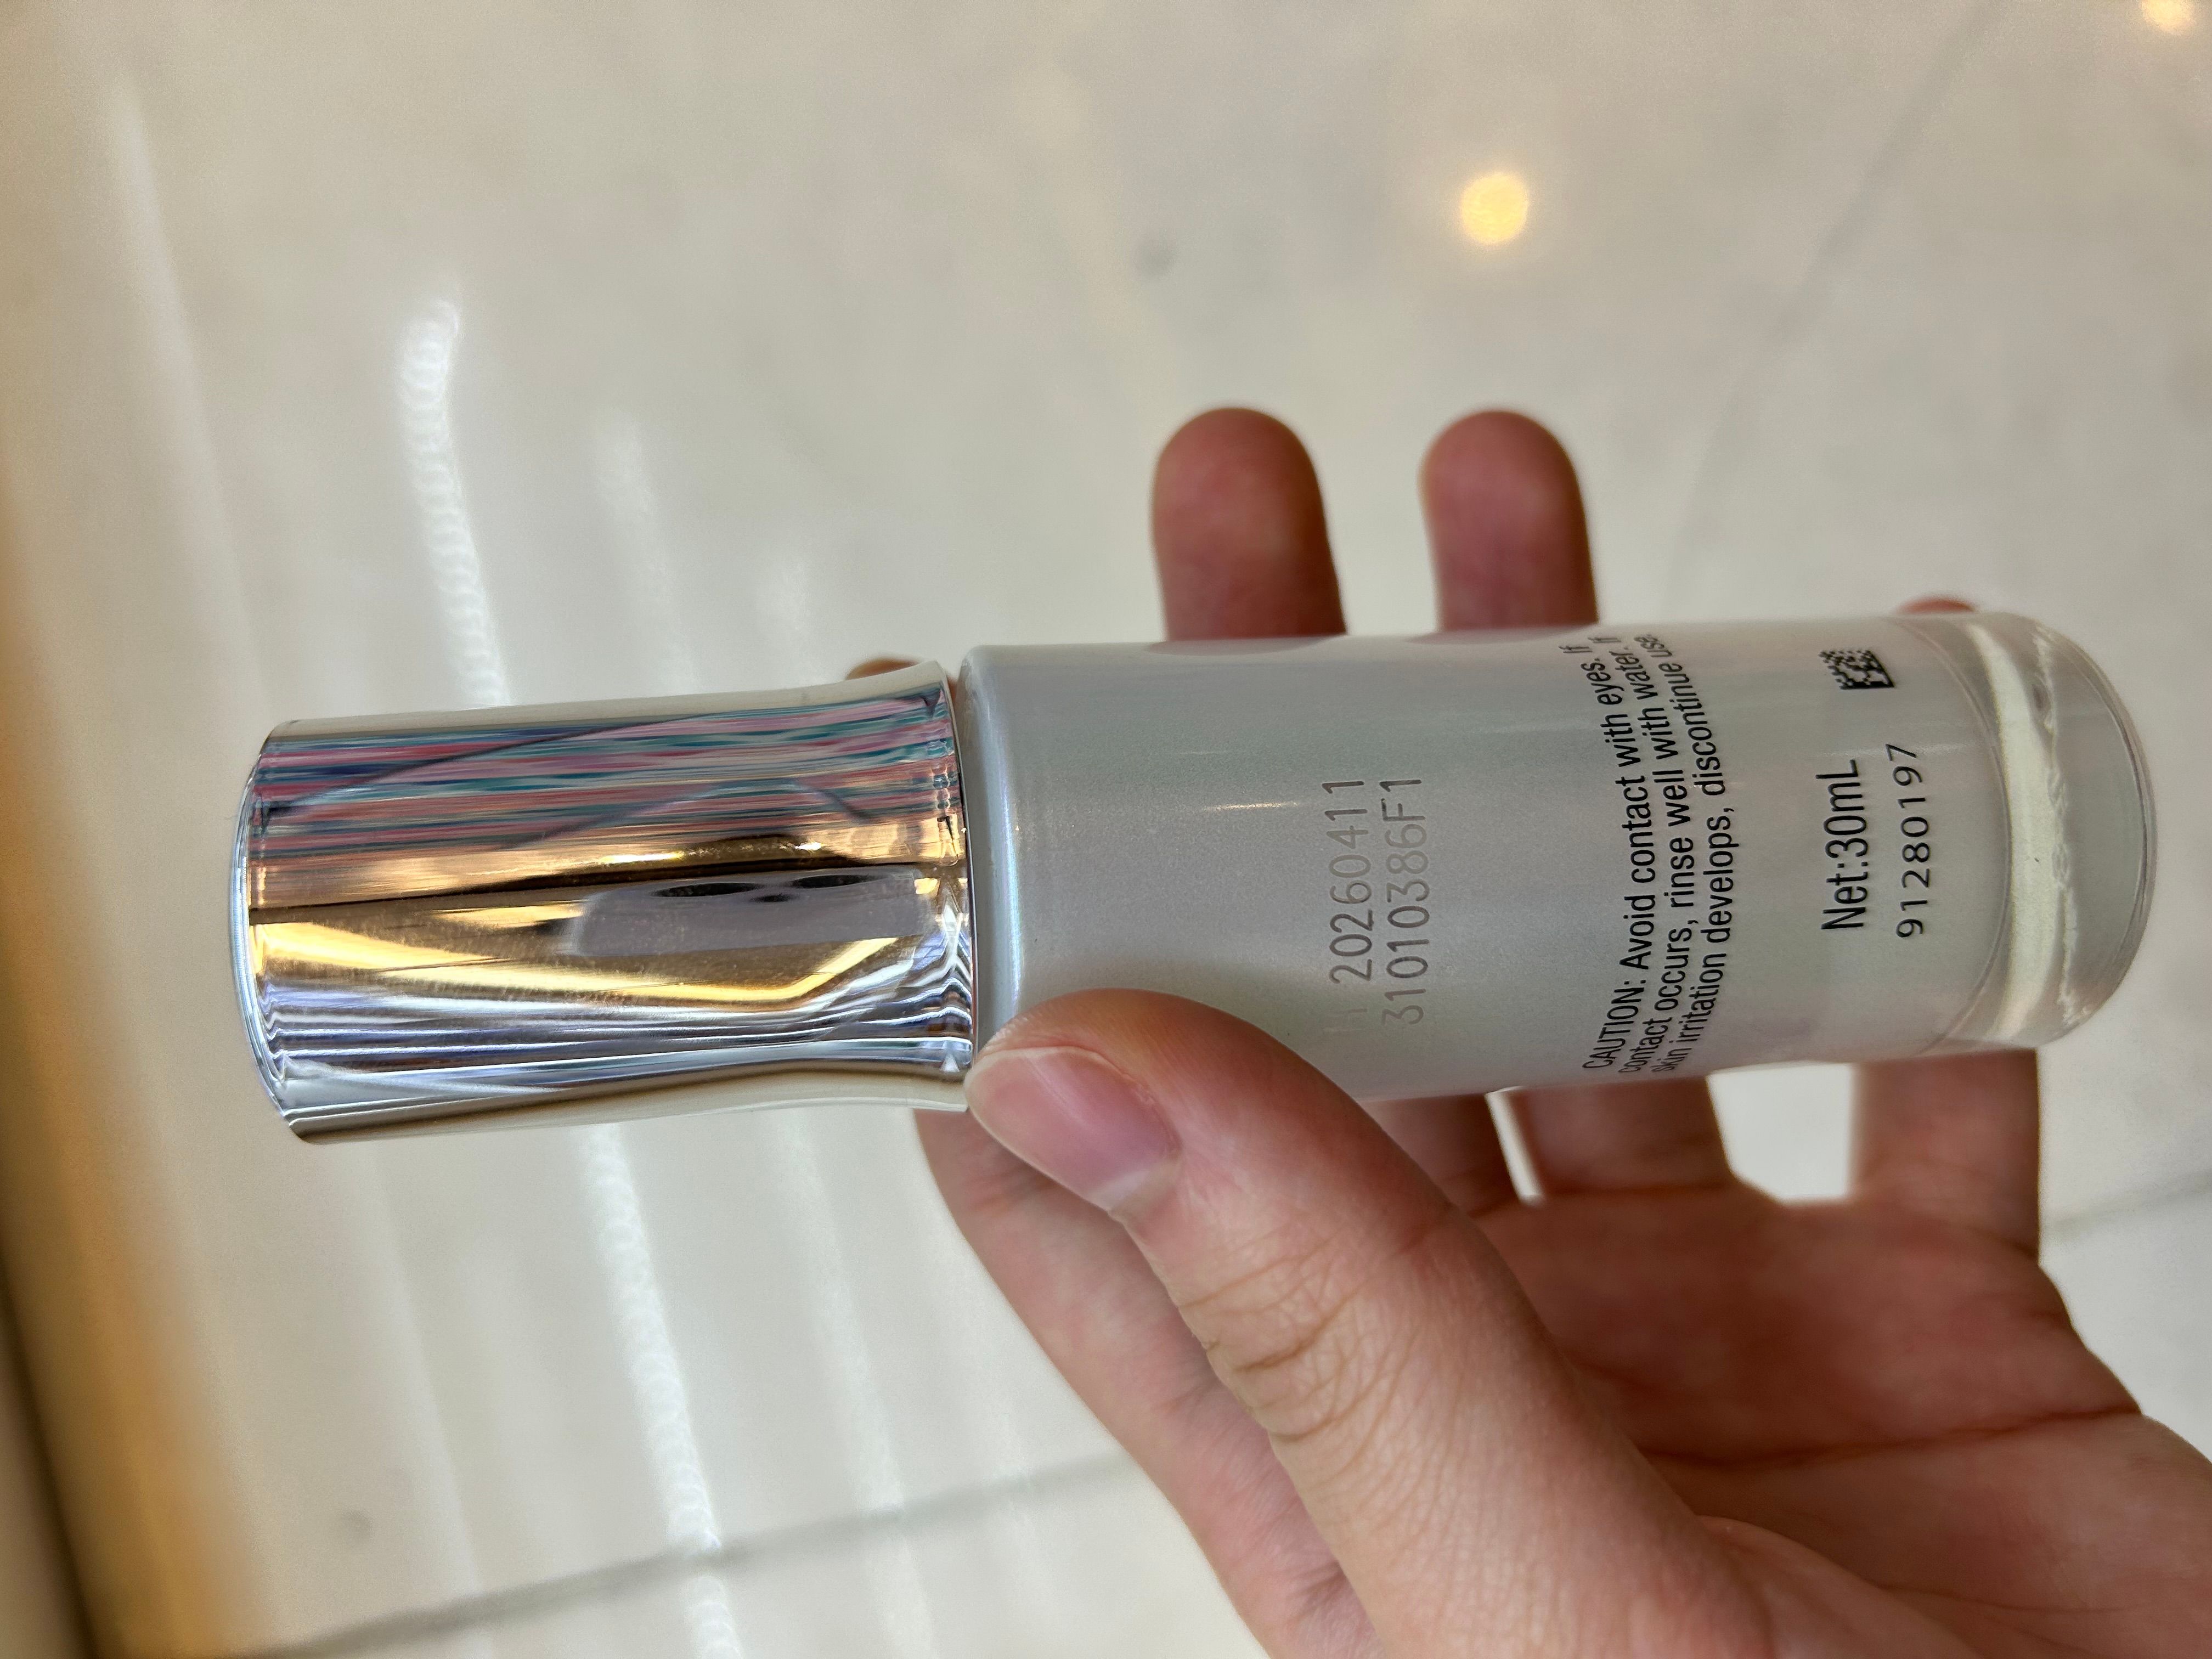 20260411
31010386F1
CAUTION: Avoid contact with eyes. If
contact occurs, rinse well with water. If
skin irritation develops, discontinue use.
Net:30mL
91280197